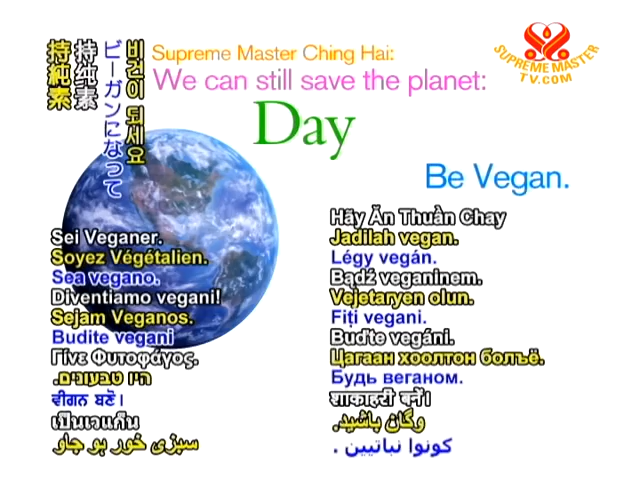 Supreme Master Ching Hai:
We can still save the planet:
Day
Be Vegan.
SUPREME MASTER
TV.COM
持純素
持纯素
ビーガンになって
비건이 되세요
Sei Veganer.
Soyez Végétalien.
Sea vegano.
Diventiamo vegani!
Sejam Veganos.
Budite vegani
Γίνε Φυτοφάγος.
היו טבעונים.
ਵੀਗਨ ਬਣੋ।
เป็นเวแก็น
سبزی خور ہو جاو
Hãy Ăn Thuần Chay
Jadilah vegan.
Légy vegán.
Bądź veganinem.
Vejetaryen olun.
Fiți vegani.
Buďte vegáni.
Цагаан хоолтон болъё.
Будь веганом.
शाकाहारी बनें।
وگان باشید.
كونوا نباتيين .